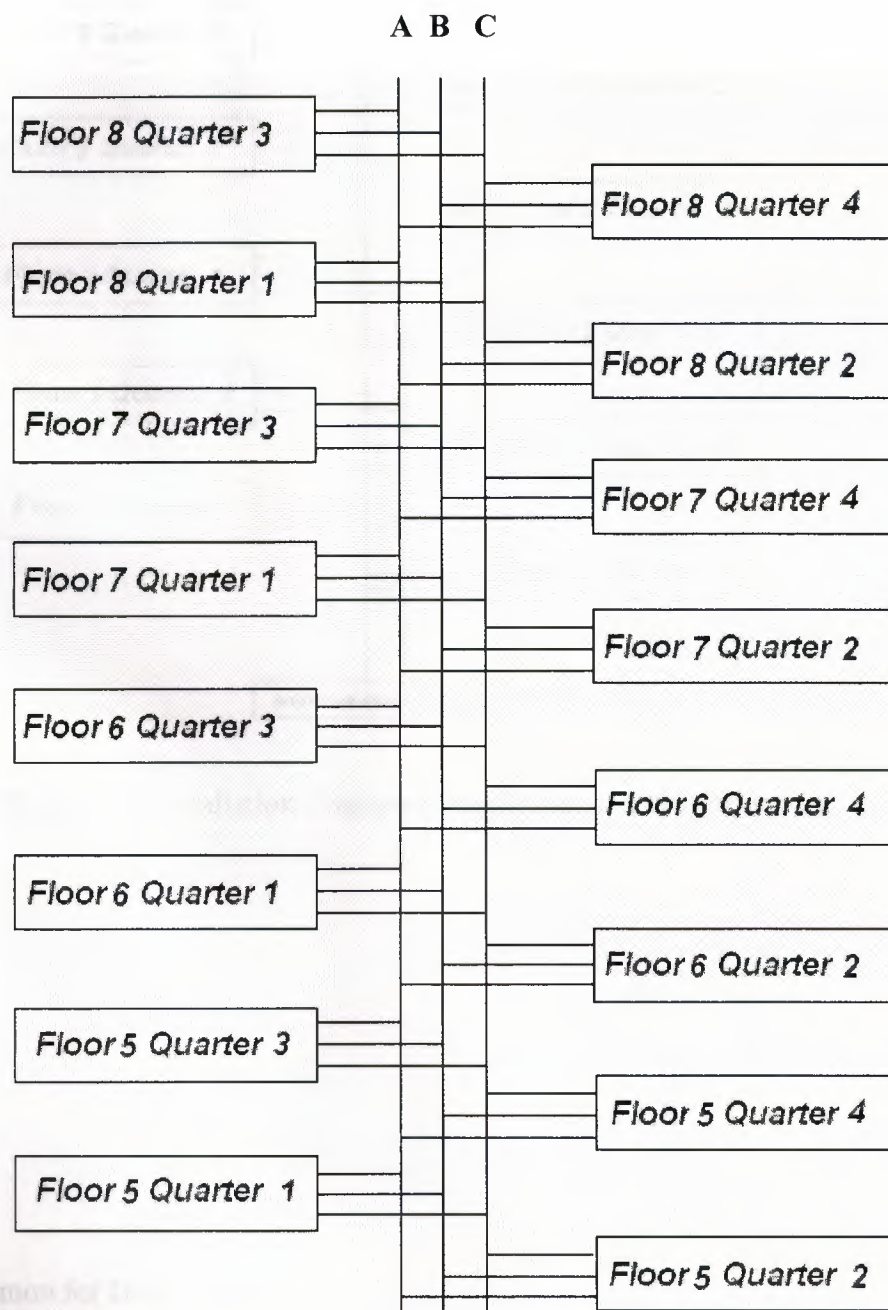 A B C
Floor 8 Quarter 3
Floor 8 Quarter 4
Floor 8 Quarter 1
Floor 8 Quarter 2
Floor 7 Quarter 3
Floor 7 Quarter 4
Floor 7 Quarter 1
Floor 7 Quarter 2
Floor 6 Quarter 3
Floor 6 Quarter 4
Floor 6 Quarter 1
Floor 6 Quarter 2
Floor 5 Quarter 3
Floor 5 Quarter 4
Floor 5 Quarter 1
Floor 5 Quarter 2